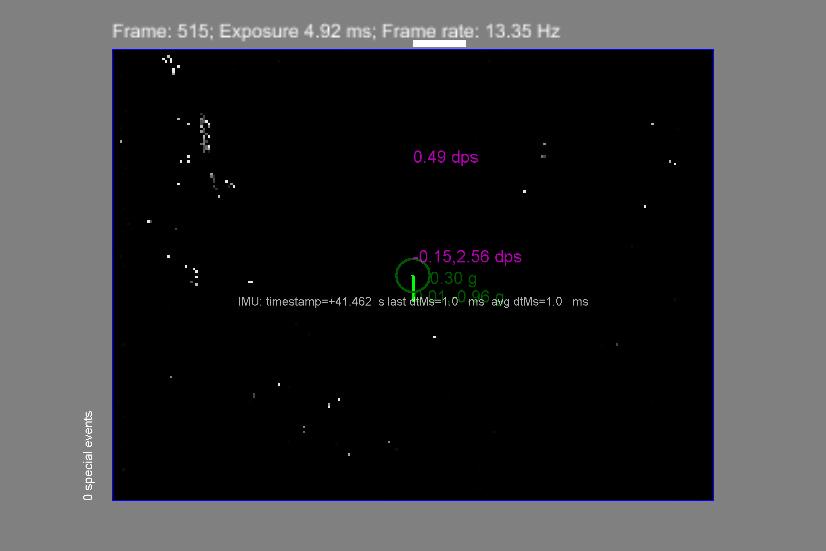 Frame: 515; Exposure 4.92 ms; Frame rate: 13.35 Hz
0.49 dps
-0.15,2.56 dps
0.30 g
IMU: timestamp=+41.462 s last dtMs=1.0 ms avg dtMs=1.0 ms
0 special events